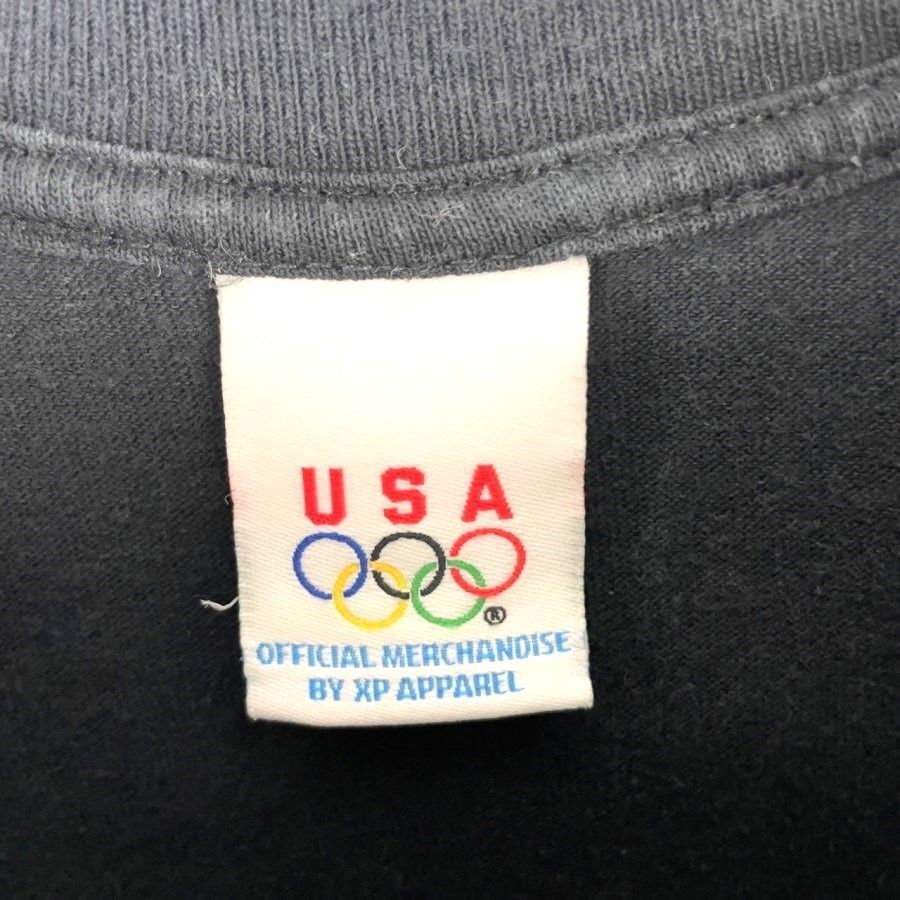 USA
®
OFFICIAL MERCHANDISE
BY XP APPAREL